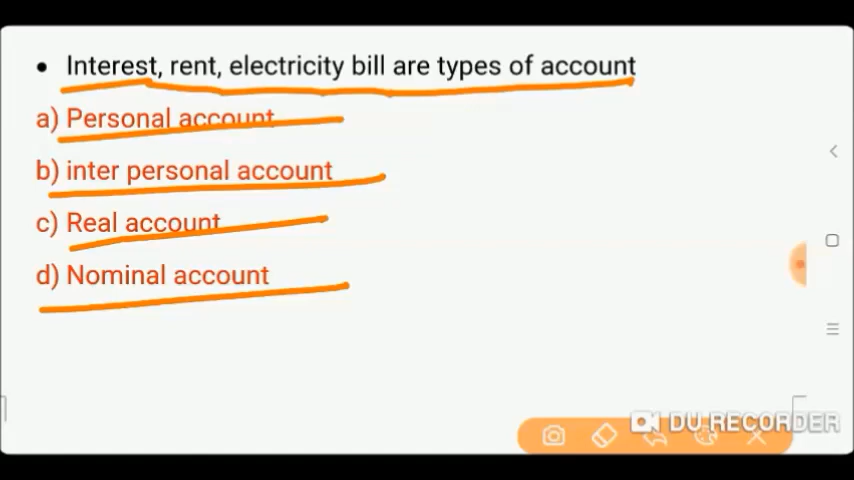 • Interest, rent, electricity bill are types of account
a) Personal account
b) inter personal account
c) Real account
d) Nominal account
DU RECORDER